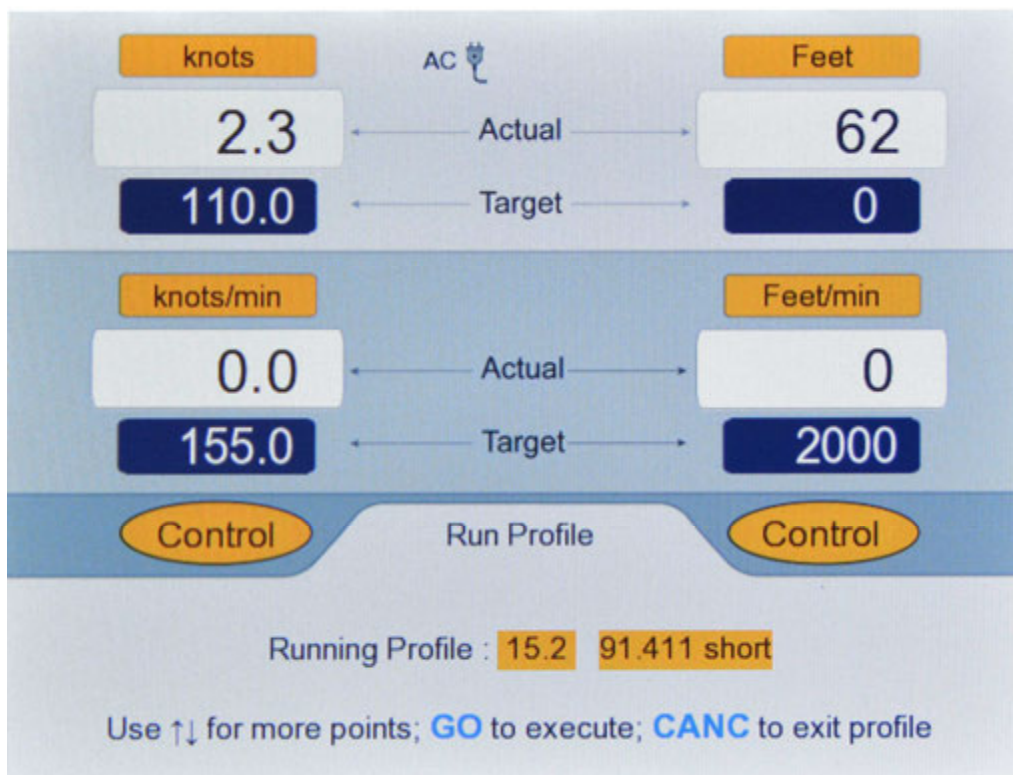 knots AC Feet
2.3 Actual 62
110.0 Target 0
knots/min Feet/min
0.0 Actual 0
155.0 Target 2000
Control Run Profile Control
Running Profile : 15.2 91.411 short
Use ↑↓ for more points; GO to execute; CANC to exit profile